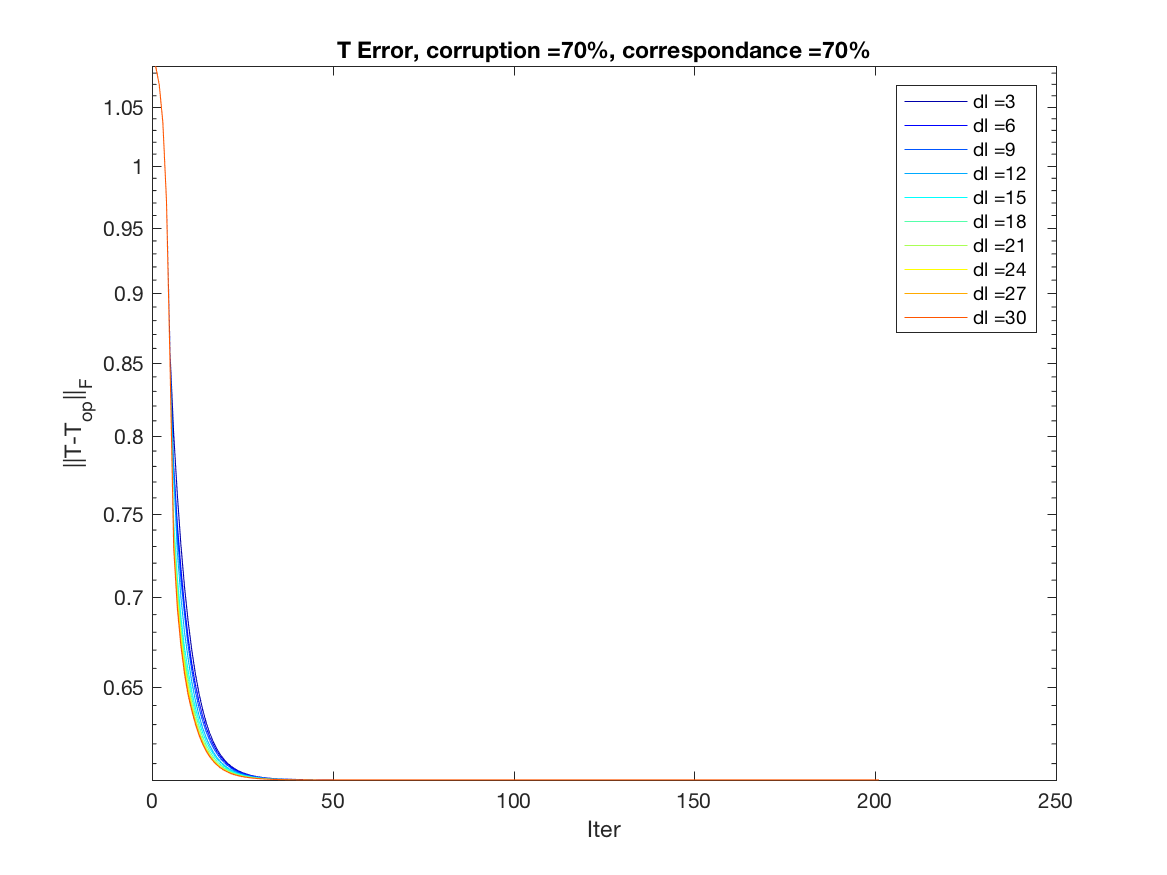 T Error, corruption =70%, correspondance =70%
1.05
1
0.95
0.9
0.85
0.8
0.75
0.7
0.65
||T-T_op||_F
dl =3
dl =6
dl =9
dl =12
dl =15
dl =18
dl =21
dl =24
dl =27
dl =30
0 50 100 150 200 250
Iter